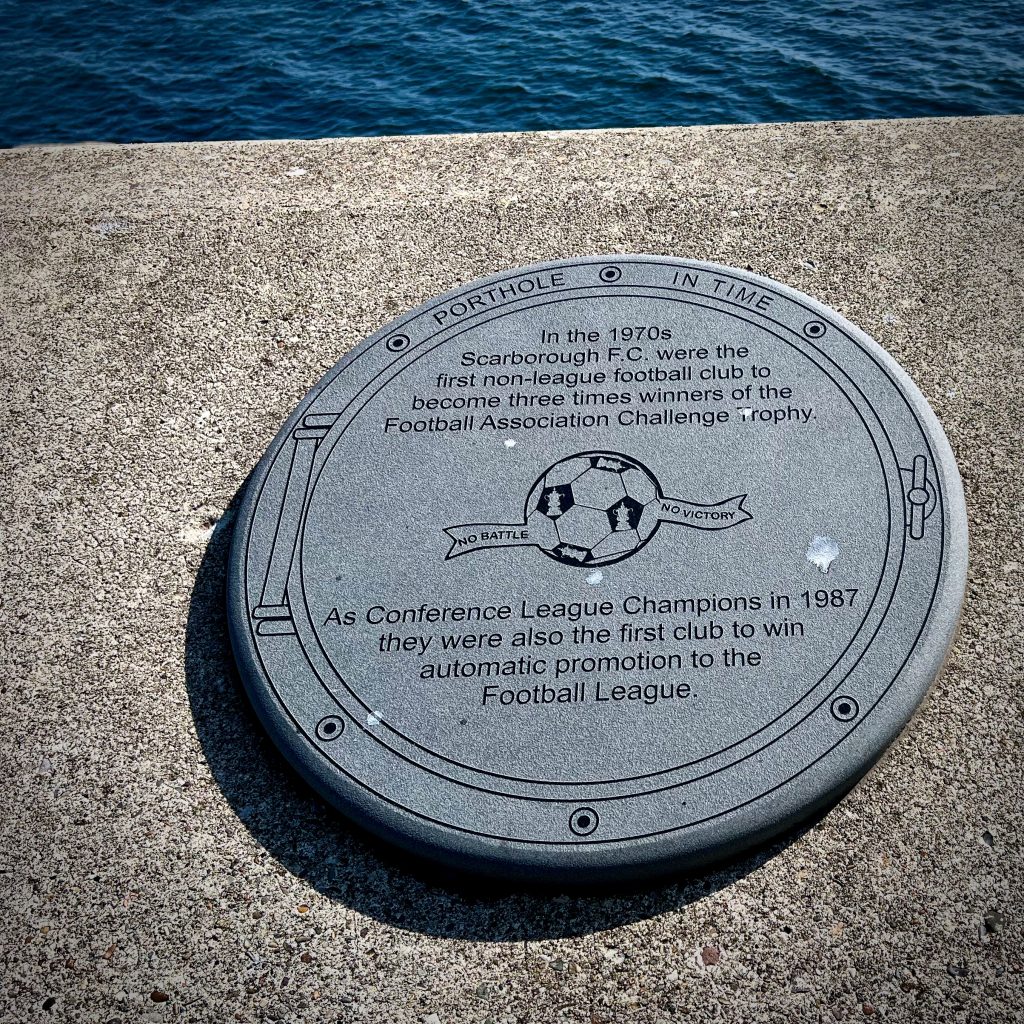 PORTHOLE IN TIME
In the 1970s
Scarborough F.C. were the
first non-league football club to
become three times winners of the
Football Association Challenge Trophy.
NO BATTLE
NO VICTORY
As Conference League Champions in 1987
they were also the first club to win
automatic promotion to the
Football League.